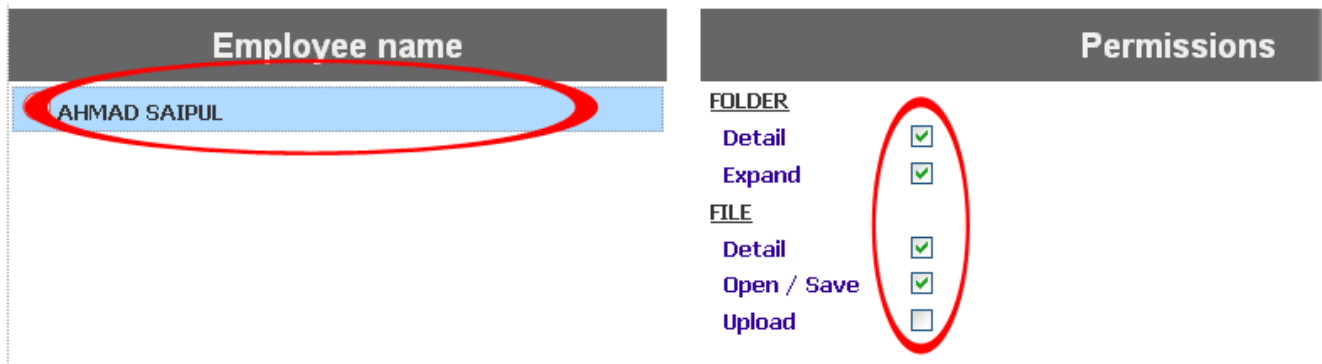 Employee name
AHMAD SAIPUL
Permissions
FOLDER
Detail
Expand
FILE
Detail
Open / Save
Upload